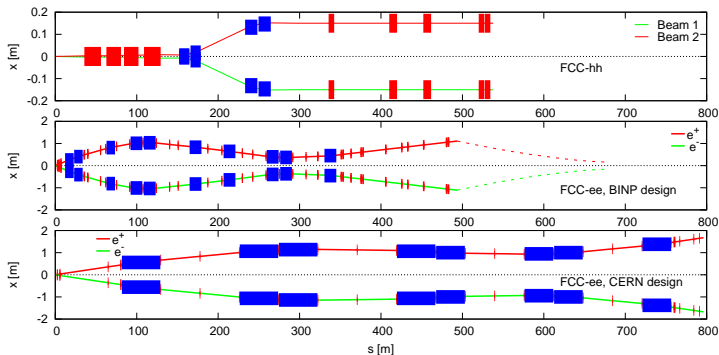 0.2
0.1
0
0.1
0.2
x [m]
Beam 1
Beam 2
FCC-hh
0 100 200 300 400 500 600 700 800
2
1
0
1
2
x [m]
e+
e-
FCC-ee, BINP design
0 100 200 300 400 500 600 700 800
2
1
0
-1
-2
x [m]
e+
e-
FCC-ee, CERN design
0 100 200 300 400 500 600 700 800
s [m]